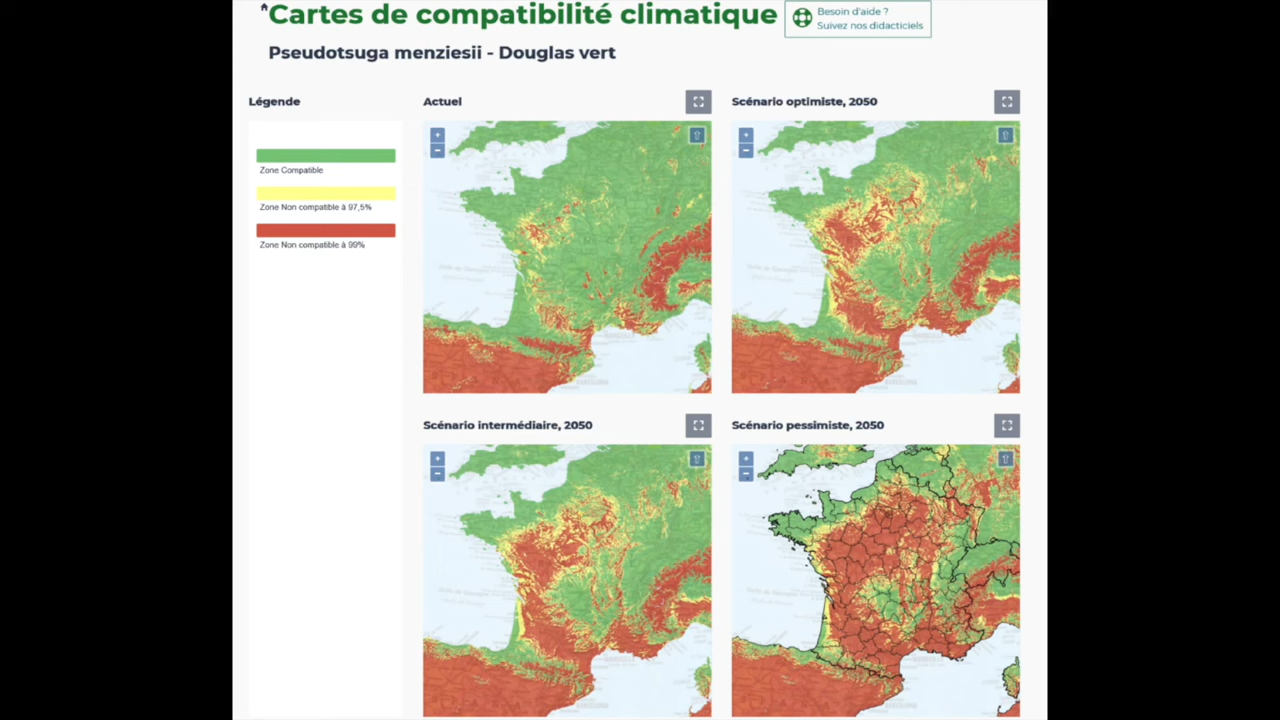 Cartes de compatibilité climatique
Besoin d'aide ?
Suivez nos didacticiels
Pseudotsuga menziesii - Douglas vert
Légende
Zone Compatible
Zone Non compatible à 97,5%
Zone Non compatible à 99%
Actuel
Scénario optimiste, 2050
Scénario intermédiaire, 2050
Scénario pessimiste, 2050